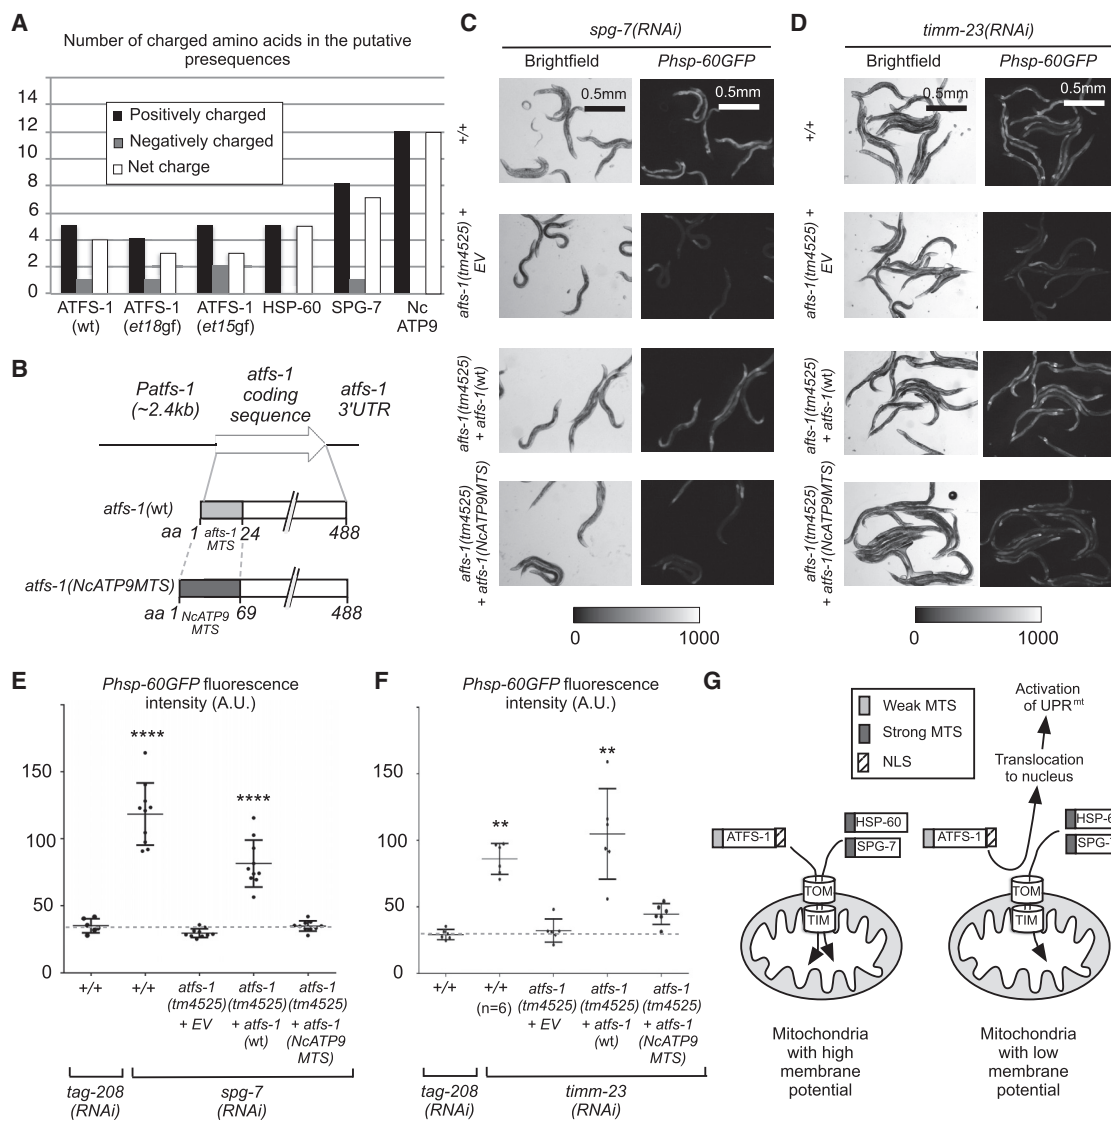 A
Number of charged amino acids in the putative
presequences
14
12
10
8
6
4
2
0
Positively charged
Negatively charged
Net charge
ATFS-1
(wt)
ATFS-1
(et18gf)
ATFS-1
(et15gf)
HSP-60
SPG-7
Nc
ATP9
B
Patfs-1
(~2.4kb)
atfs-1
coding
sequence
atfs-1
3'UTR
atfs-1(wt)
aa 1 afts-1 24 488
MTS
atfs-1(NcATP9MTS)
aa 1 NcATP9 69 488
MTS
C
spg-7(RNAi)
Brightfield
Phsp-60GFP
0.5mm
0.5mm
+/+
afts-1(tm4525) +
EV
afts-1(tm4525)
+ atfs-1(wt)
afts-1(tm4525)
+ atfs-1(NcATP9MTS)
0
1000
D
timm-23(RNAi)
Brightfield
Phsp-60GFP
0.5mm
0.5mm
+/+
afts-1(tm4525) +
EV
afts-1(tm4525)
+ atfs-1(wt)
afts-1(tm4525)
+ atfs-1(NcATP9MTS)
0
1000
E
Phsp-60GFP fluorescence
intensity (A.U.)
150
100
50
0
****
****
+/+
+/+
atfs-1
(tm4525)
+ EV
atfs-1
(tm4525)
+ atfs-1
(wt)
atfs-1
(tm4525)
+ atfs-1
(NcATP9
MTS)
tag-208
(RNAi)
spg-7
(RNAi)
F
Phsp-60GFP fluorescence
intensity (A.U.)
150
100
50
0
**
**
+/+
+/+
(n=6)
atfs-1
(tm4525)
+ EV
atfs-1
(tm4525)
+ atfs-1
(wt)
atfs-1
(tm4525)
+ atfs-1
(NcATP9
MTS)
tag-208
(RNAi)
timm-23
(RNAi)
G
Weak MTS
Strong MTS
NLS
Activation
of UPRmt
Translocation
to nucleus
ATFS-1
HSP-60
SPG-7
TOM
TIM
Mitochondria
with high
membrane
potential
ATFS-1
HSP-6
SPG-7
TOM
TIM
Mitochondria
with low
membrane
potential